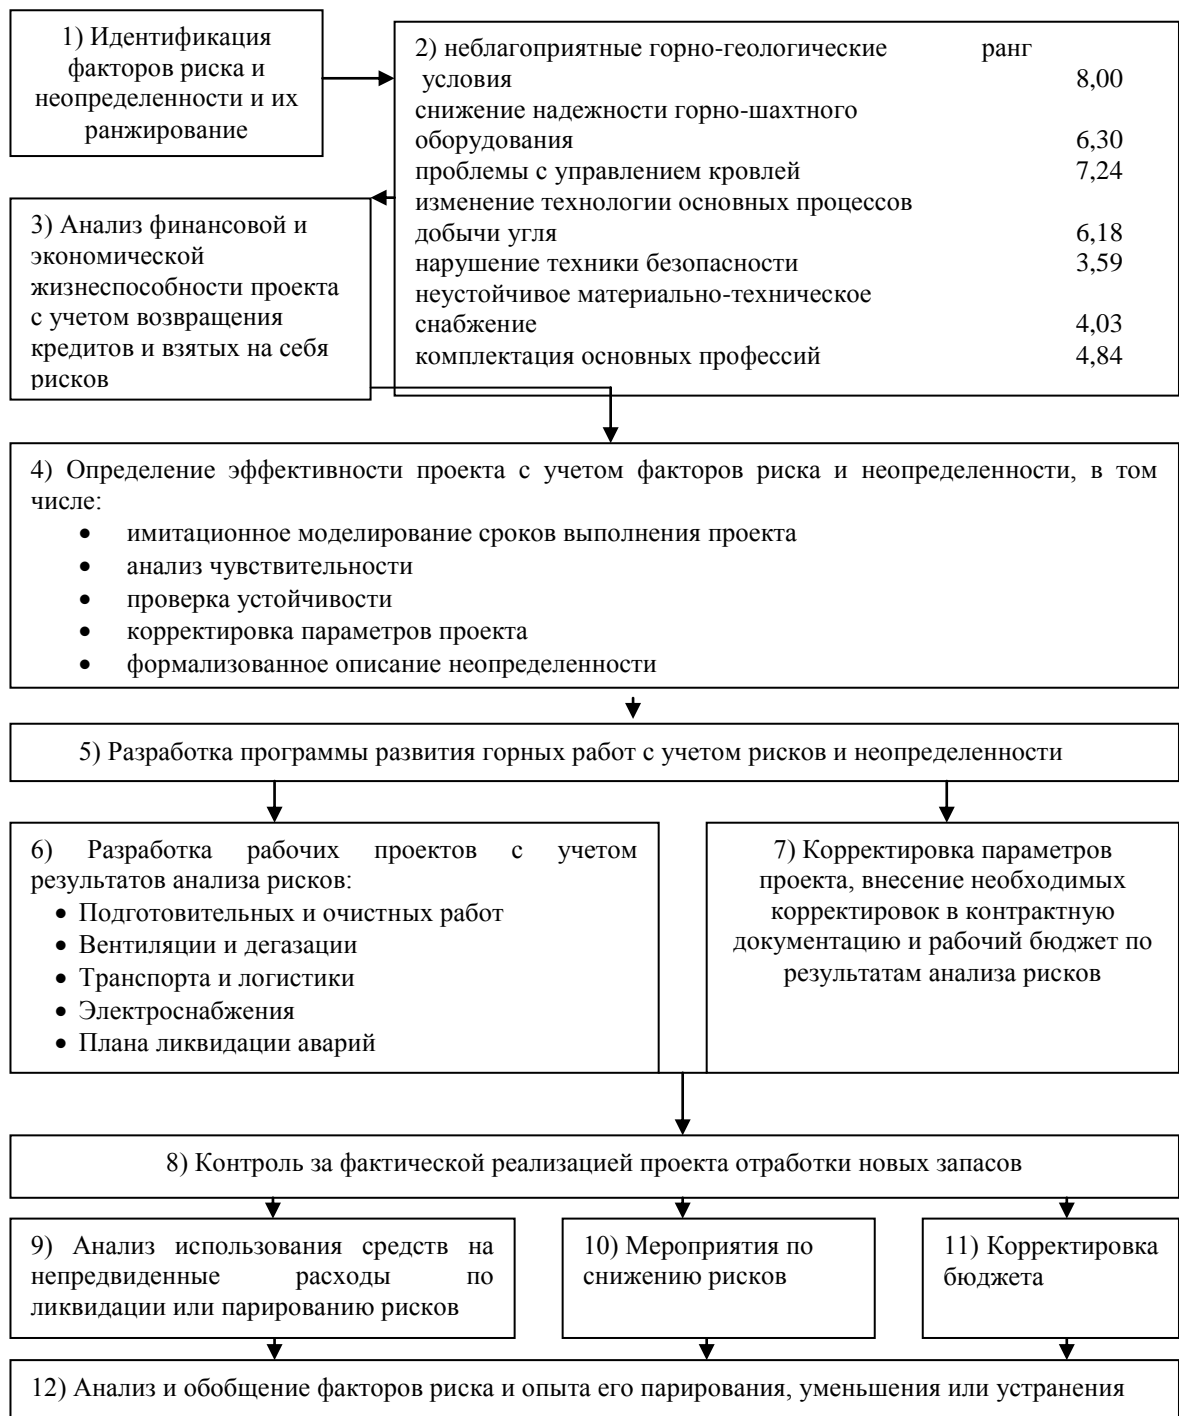 1) Идентификация
факторов риска и
неопределенности и их
ранжирование
2) неблагоприятные горно-геологические ранг
условия 8,00
снижение надежности горно-шахтного
оборудования 6,30
проблемы с управлением кровлей 7,24
изменение технологии основных процессов
добычи угля 6,18
нарушение техники безопасности 3,59
неустойчивое материально-техническое
снабжение 4,03
комплектация основных профессий 4,84
3) Анализ финансовой и
экономической
жизнеспособности проекта
с учетом возвращения
кредитов и взятых на себя
рисков
4) Определение эффективности проекта с учетом факторов риска и неопределенности, в том
числе:
• имитационное моделирование сроков выполнения проекта
• анализ чувствительности
• проверка устойчивости
• корректировка параметров проекта
• формализованное описание неопределенности
5) Разработка программы развития горных работ с учетом рисков и неопределенности
6) Разработка рабочих проектов с учетом
результатов анализа рисков:
• Подготовительных и очистных работ
• Вентиляции и дегазации
• Транспорта и логистики
• Электроснабжения
• Плана ликвидации аварий
7) Корректировка параметров
проекта, внесение необходимых
корректировок в контрактную
документацию и рабочий бюджет по
результатам анализа рисков
8) Контроль за фактической реализацией проекта отработки новых запасов
9) Анализ использования средств на
непредвиденные расходы по
ликвидации или парированию рисков
10) Мероприятия по
снижению рисков
11) Корректировка
бюджета
12) Анализ и обобщение факторов риска и опыта его парирования, уменьшения или устранения